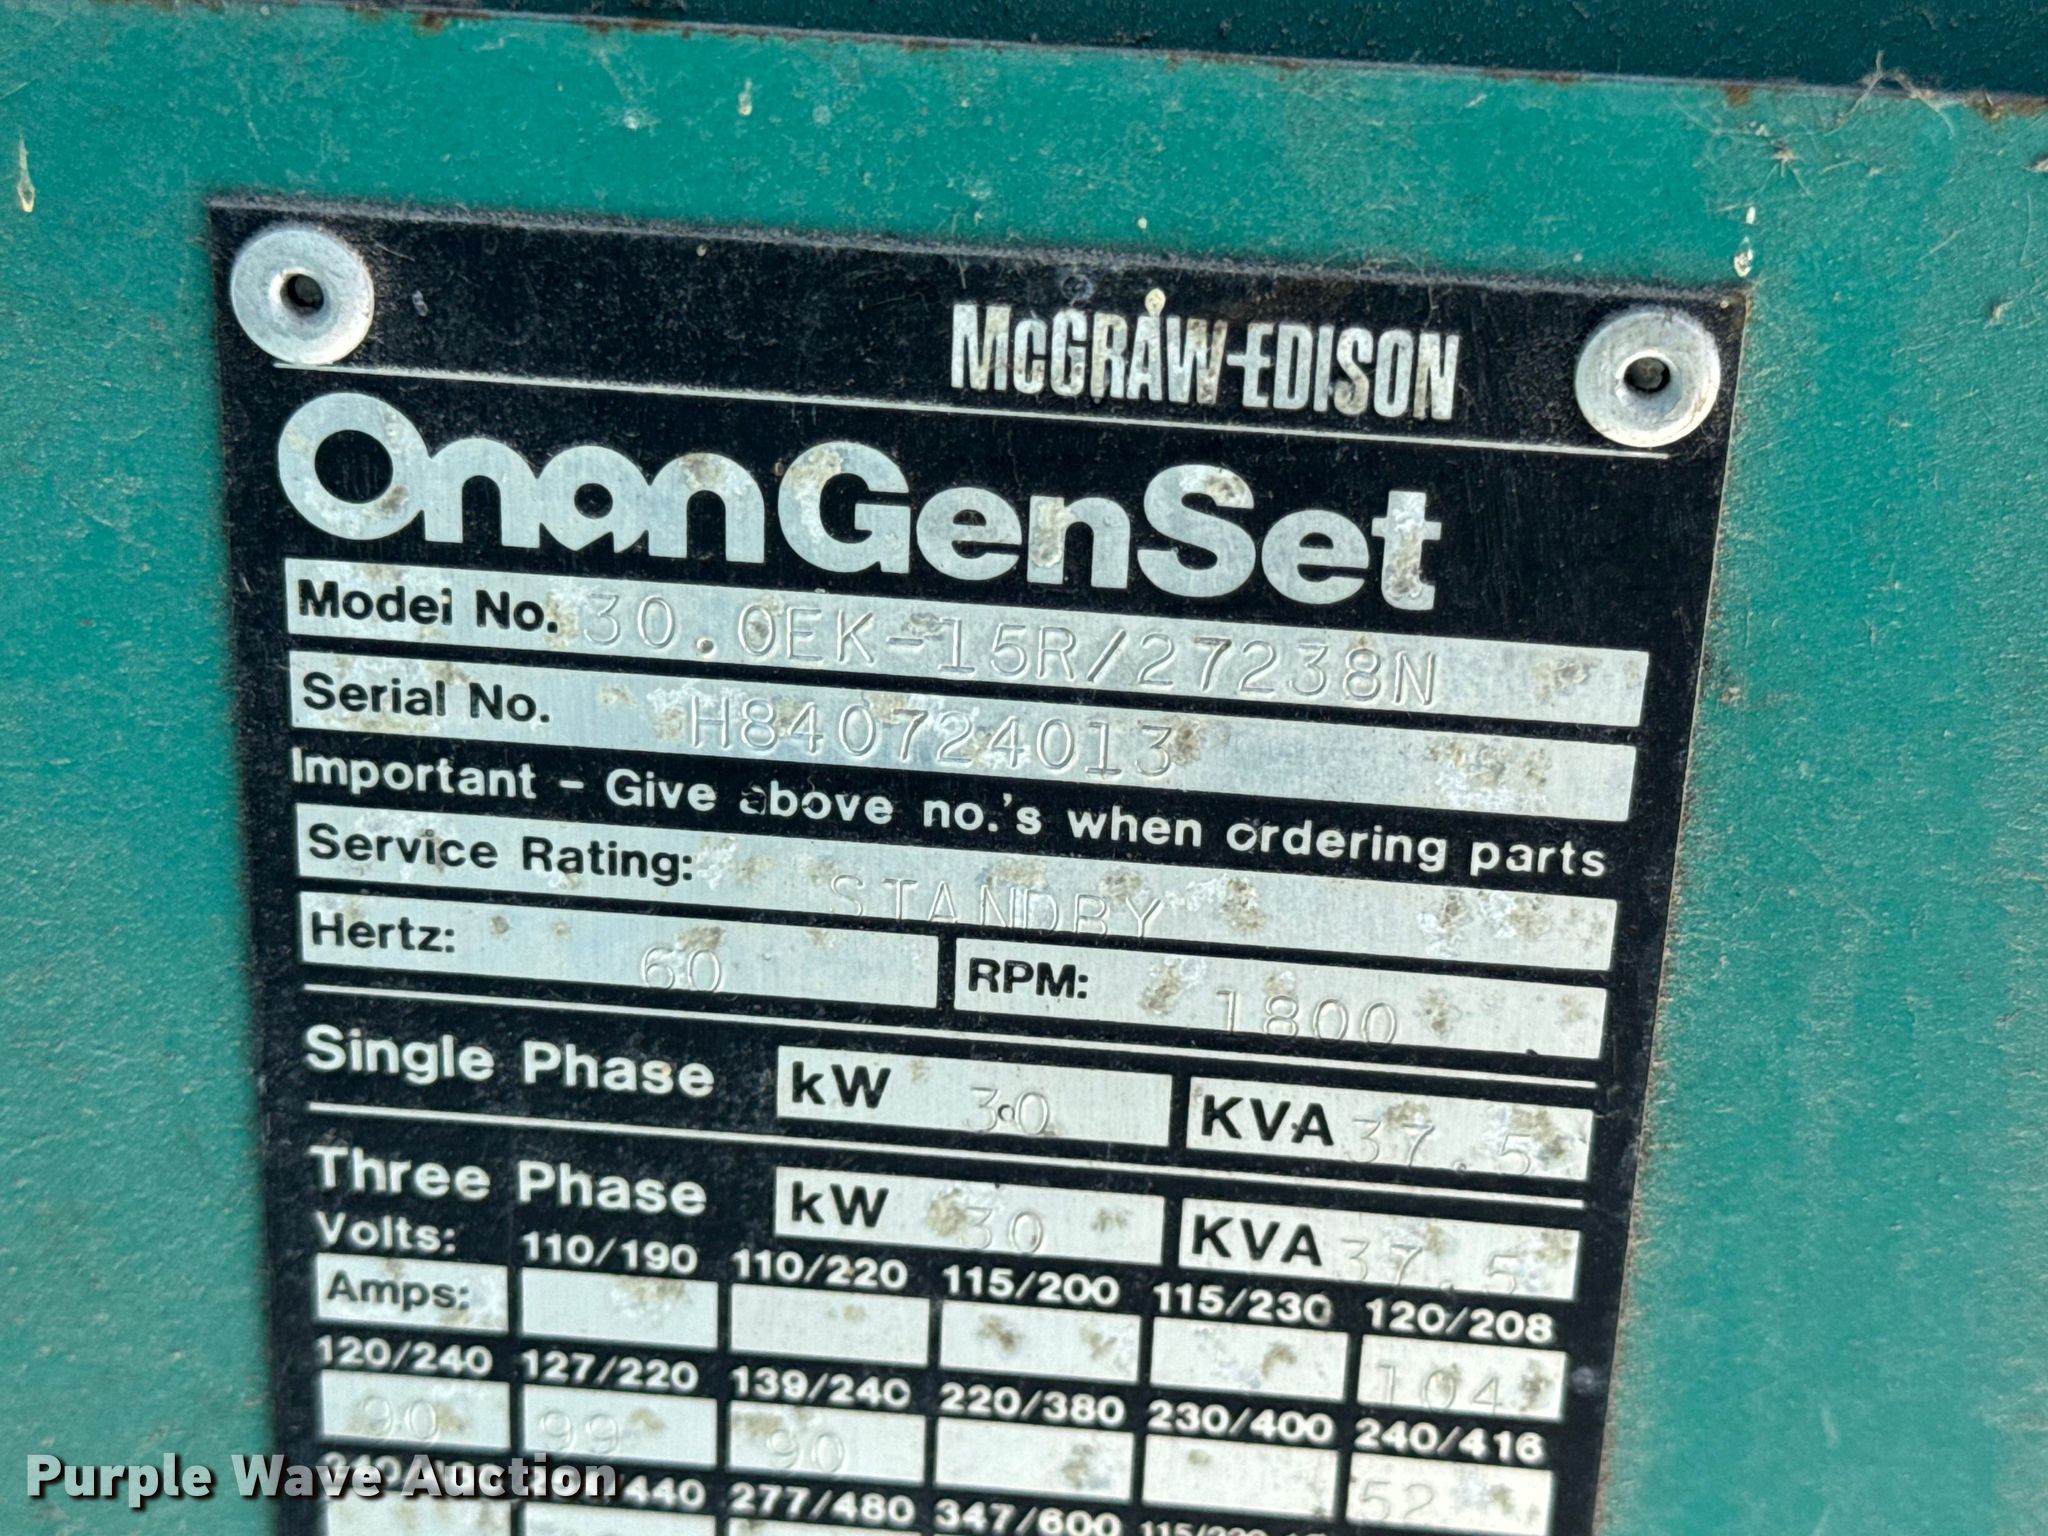 McGRAW-EDISON
Onan GenSet
Model No. 30.0EK-15R/27238N
Serial No. H840724013
Important - Give above no.'s when ordering parts
Service Rating: STANDBY
Hertz: 60 RPM: 1800
Single Phase kW 30 KVA 37.5
Three Phase kW 30 KVA 37.5
Volts: 110/190 110/220 115/200 115/230 120/208
Amps: 104
120/240 127/220 139/240 220/380 230/400 240/416
90 99 90 52
/440 277/480 347/600
Purple Wave Auction